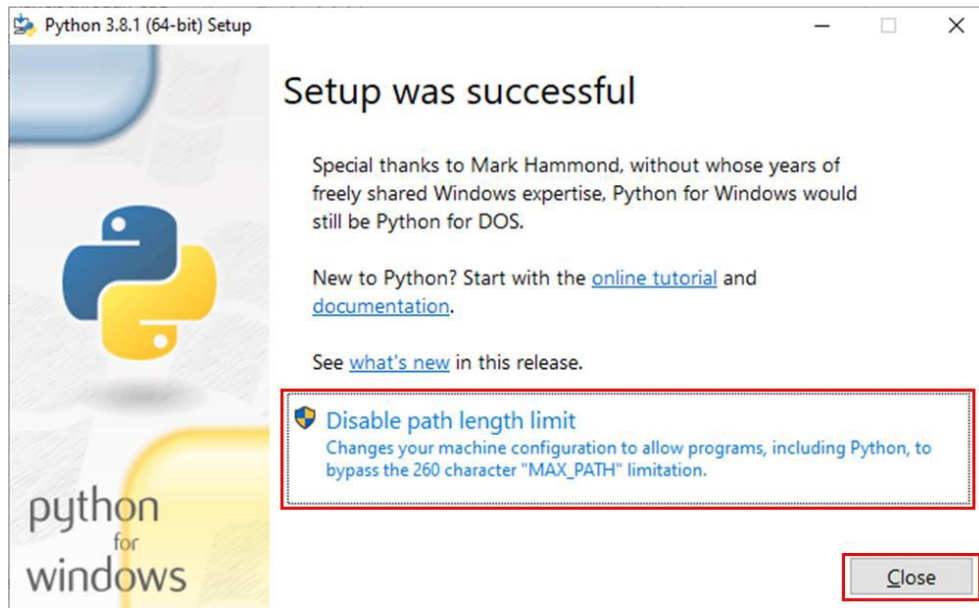 Python 3.8.1 (64-bit) Setup
Setup was successful
Special thanks to Mark Hammond, without whose years of
freely shared Windows expertise, Python for Windows would
still be Python for DOS.
New to Python? Start with the online tutorial and
documentation.
See what's new in this release.
Disable path length limit
Changes your machine configuration to allow programs, including Python, to
bypass the 260 character "MAX_PATH" limitation.
python
for
windows
Close